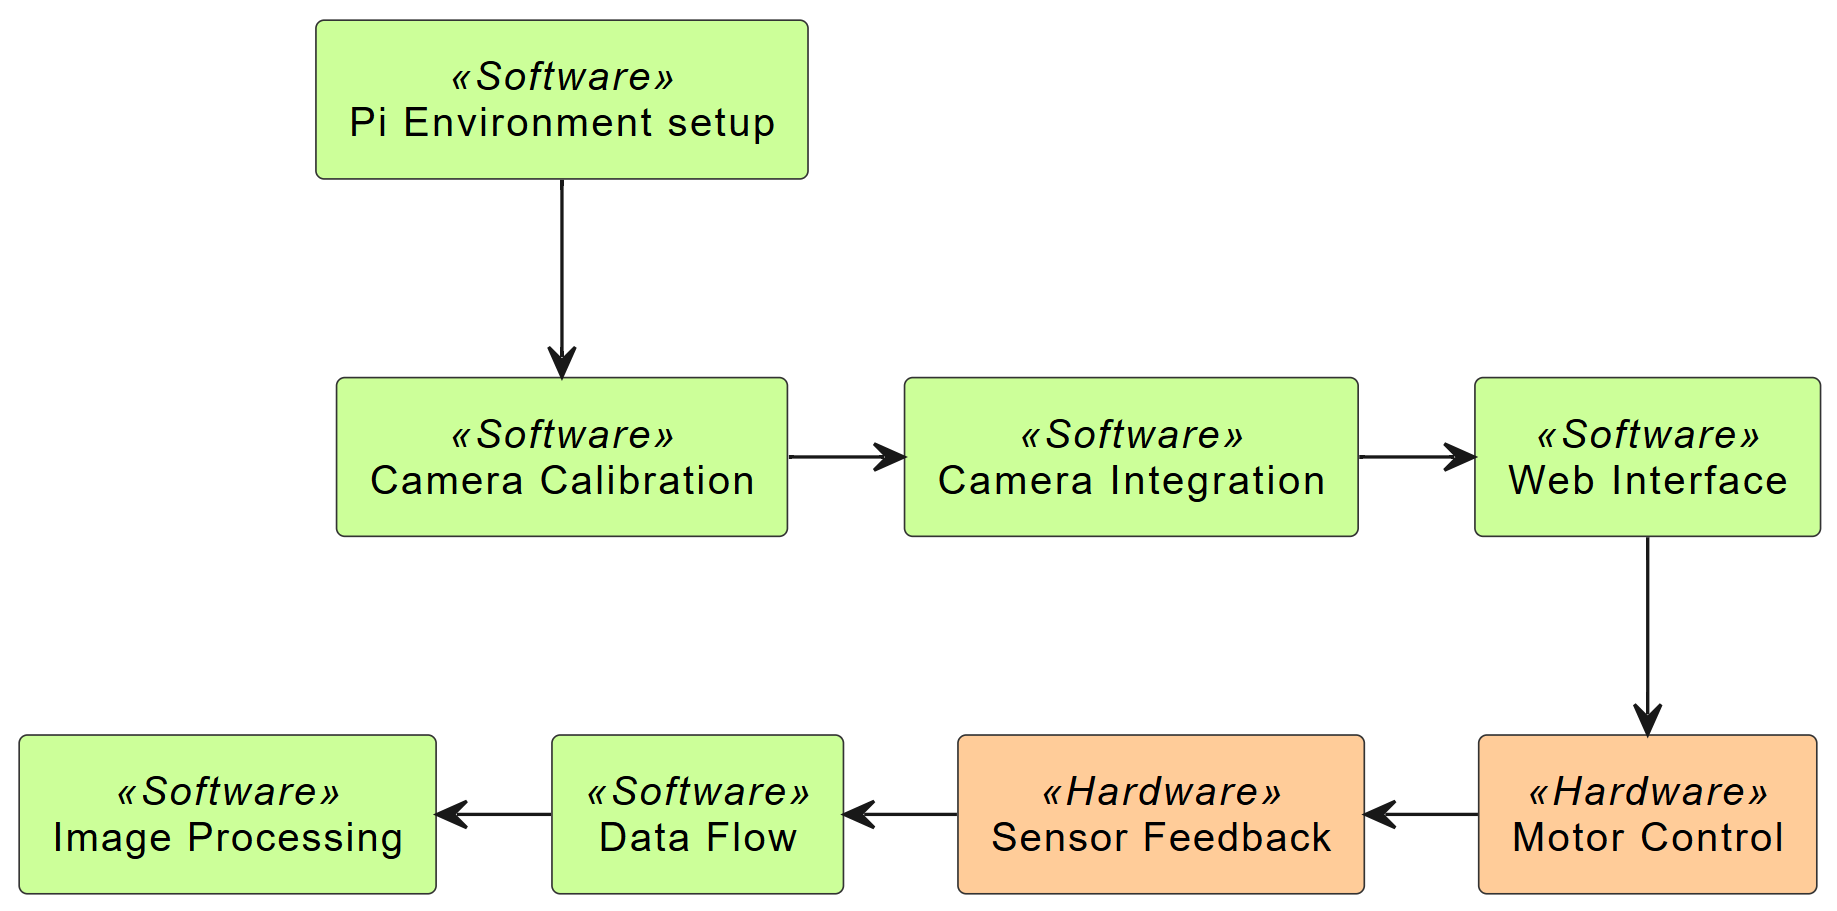 «Software»
Pi Environment setup
«Software»
Camera Calibration
«Software»
Camera Integration
«Software»
Web Interface
«Software»
Image Processing
«Software»
Data Flow
«Hardware»
Sensor Feedback
«Hardware»
Motor Control